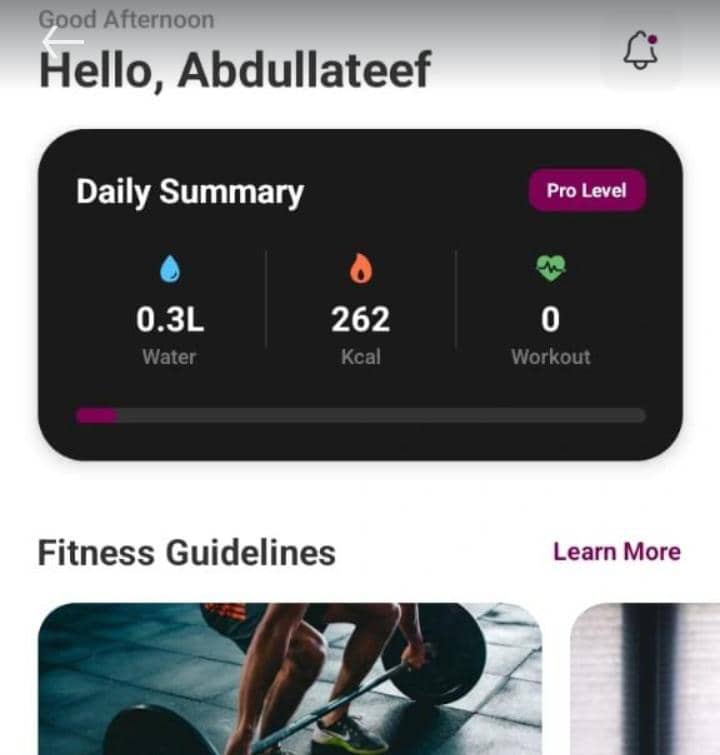 Good Afternoon
Hello, Abdullateef
Daily Summary
Pro Level
0.3L
262
0
Water
Kcal
Workout
Fitness Guidelines
Learn More